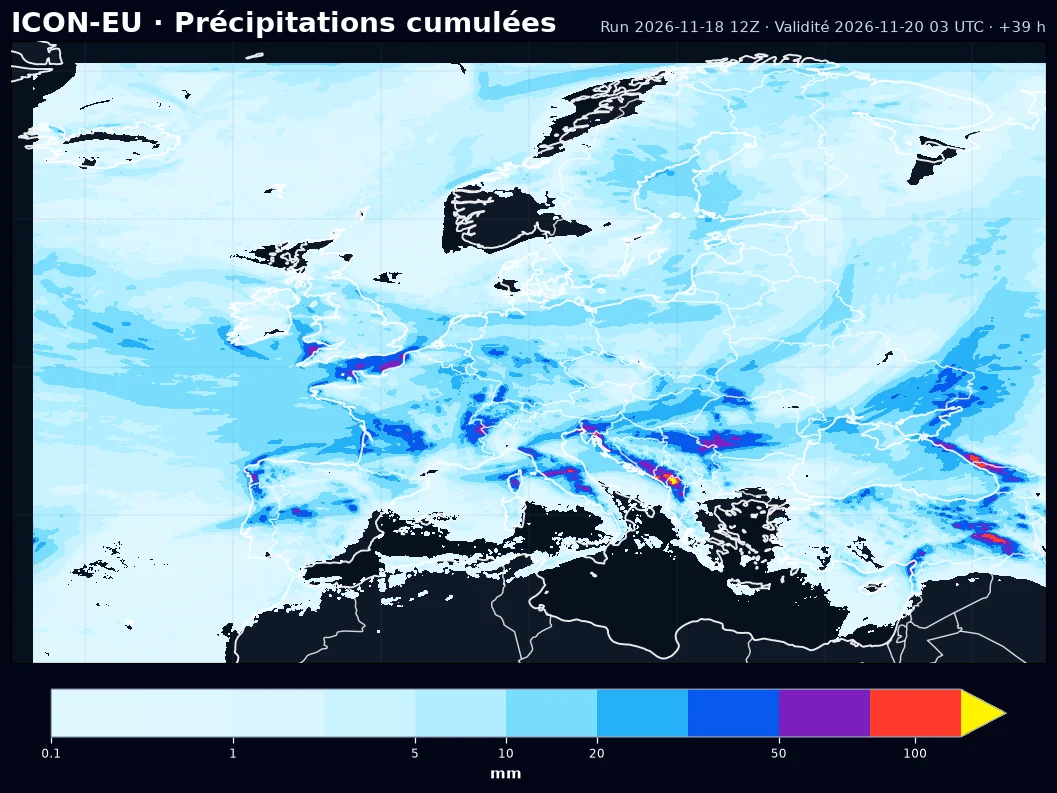 ICON-EU · Précipitations cumulées
Run 2026-11-18 12Z · Validité 2026-11-20 03 UTC · +39 h
0.1 1 5 10 20 50 100
mm